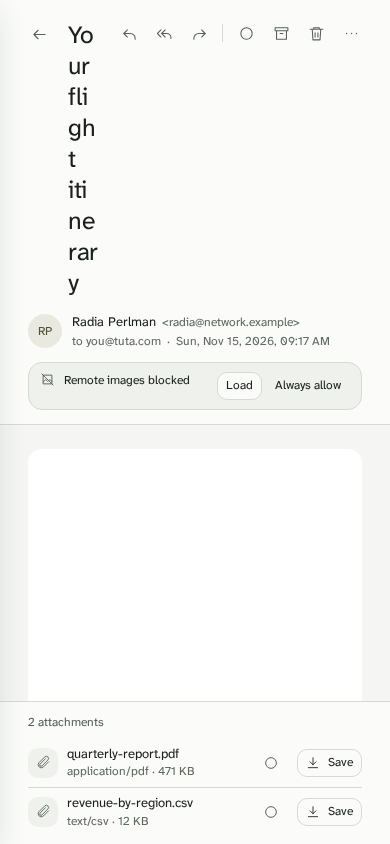 Yo
ur
fli
gh
t
iti
ne
rar
y
RP
Radia Perlman <radia@network.example>
to you@tuta.com · Sun, Nov 15, 2026, 09:17 AM
Remote images blocked
Load
Always allow
2 attachments
quarterly-report.pdf
application/pdf · 471 KB
Save
revenue-by-region.csv
text/csv · 12 KB
Save